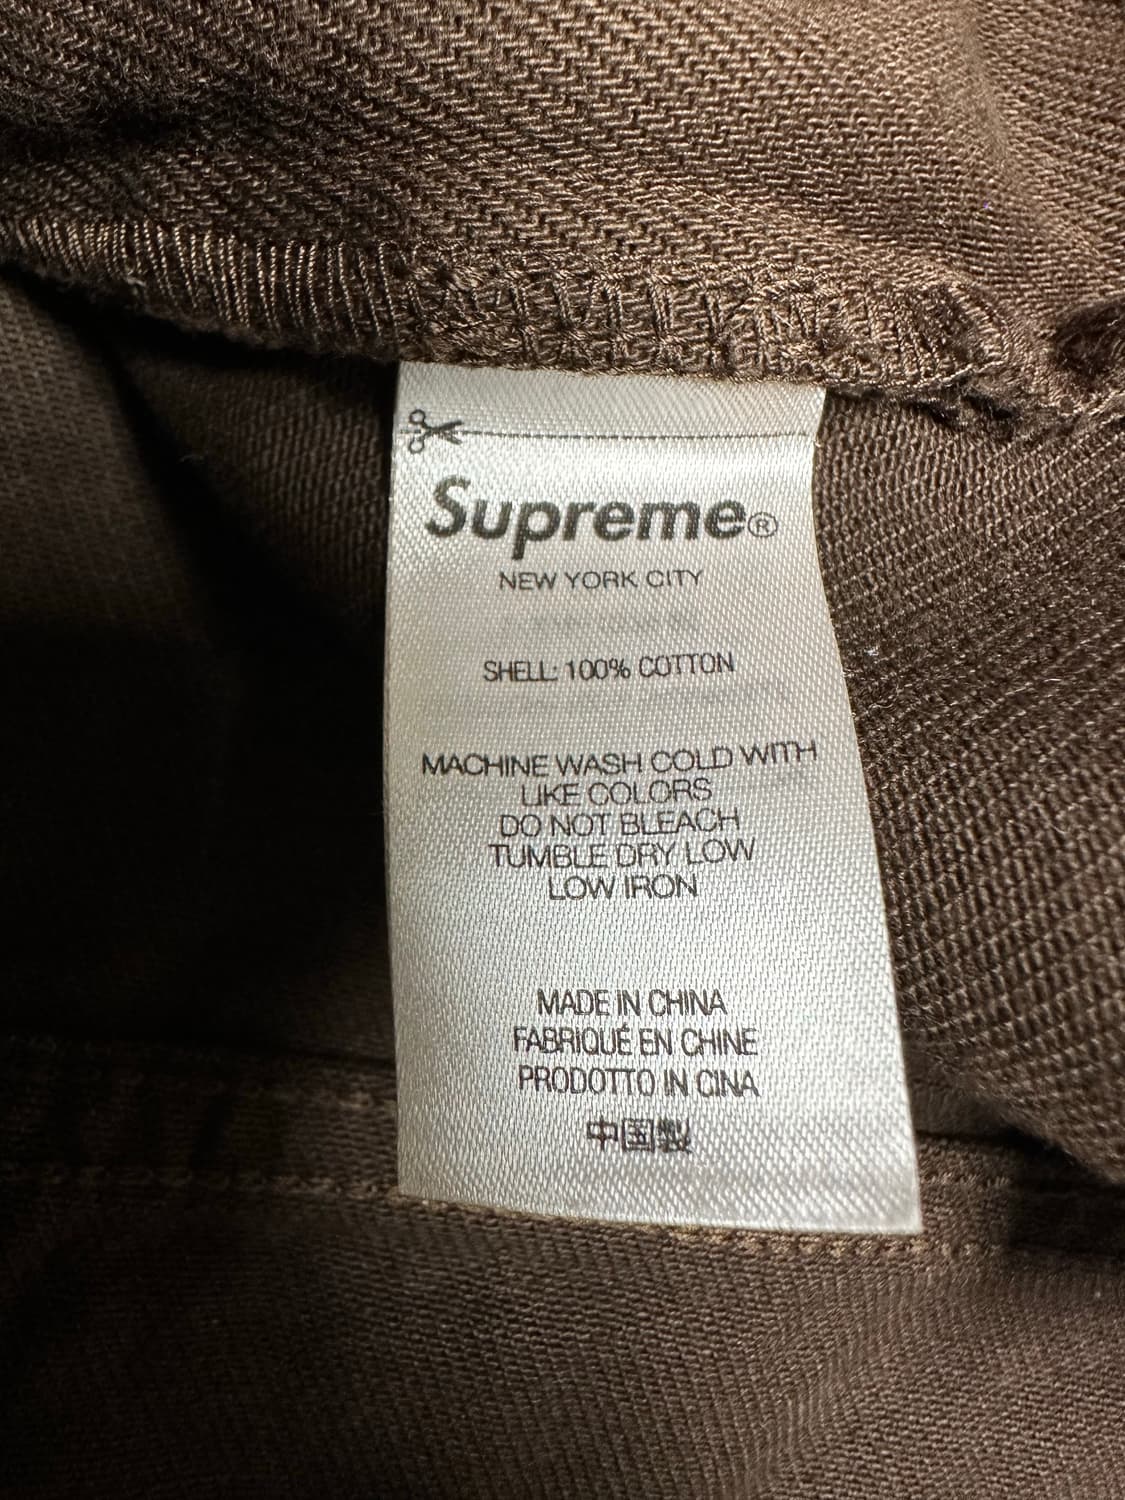 Supreme®
NEW YORK CITY
SHELL: 100% COTTON
MACHINE WASH COLD WITH
LIKE COLORS
DO NOT BLEACH
TUMBLE DRY LOW
LOW IRON
MADE IN CHINA
FABRIQUÉ EN CHINE
PRODOTTO IN CINA
中国製